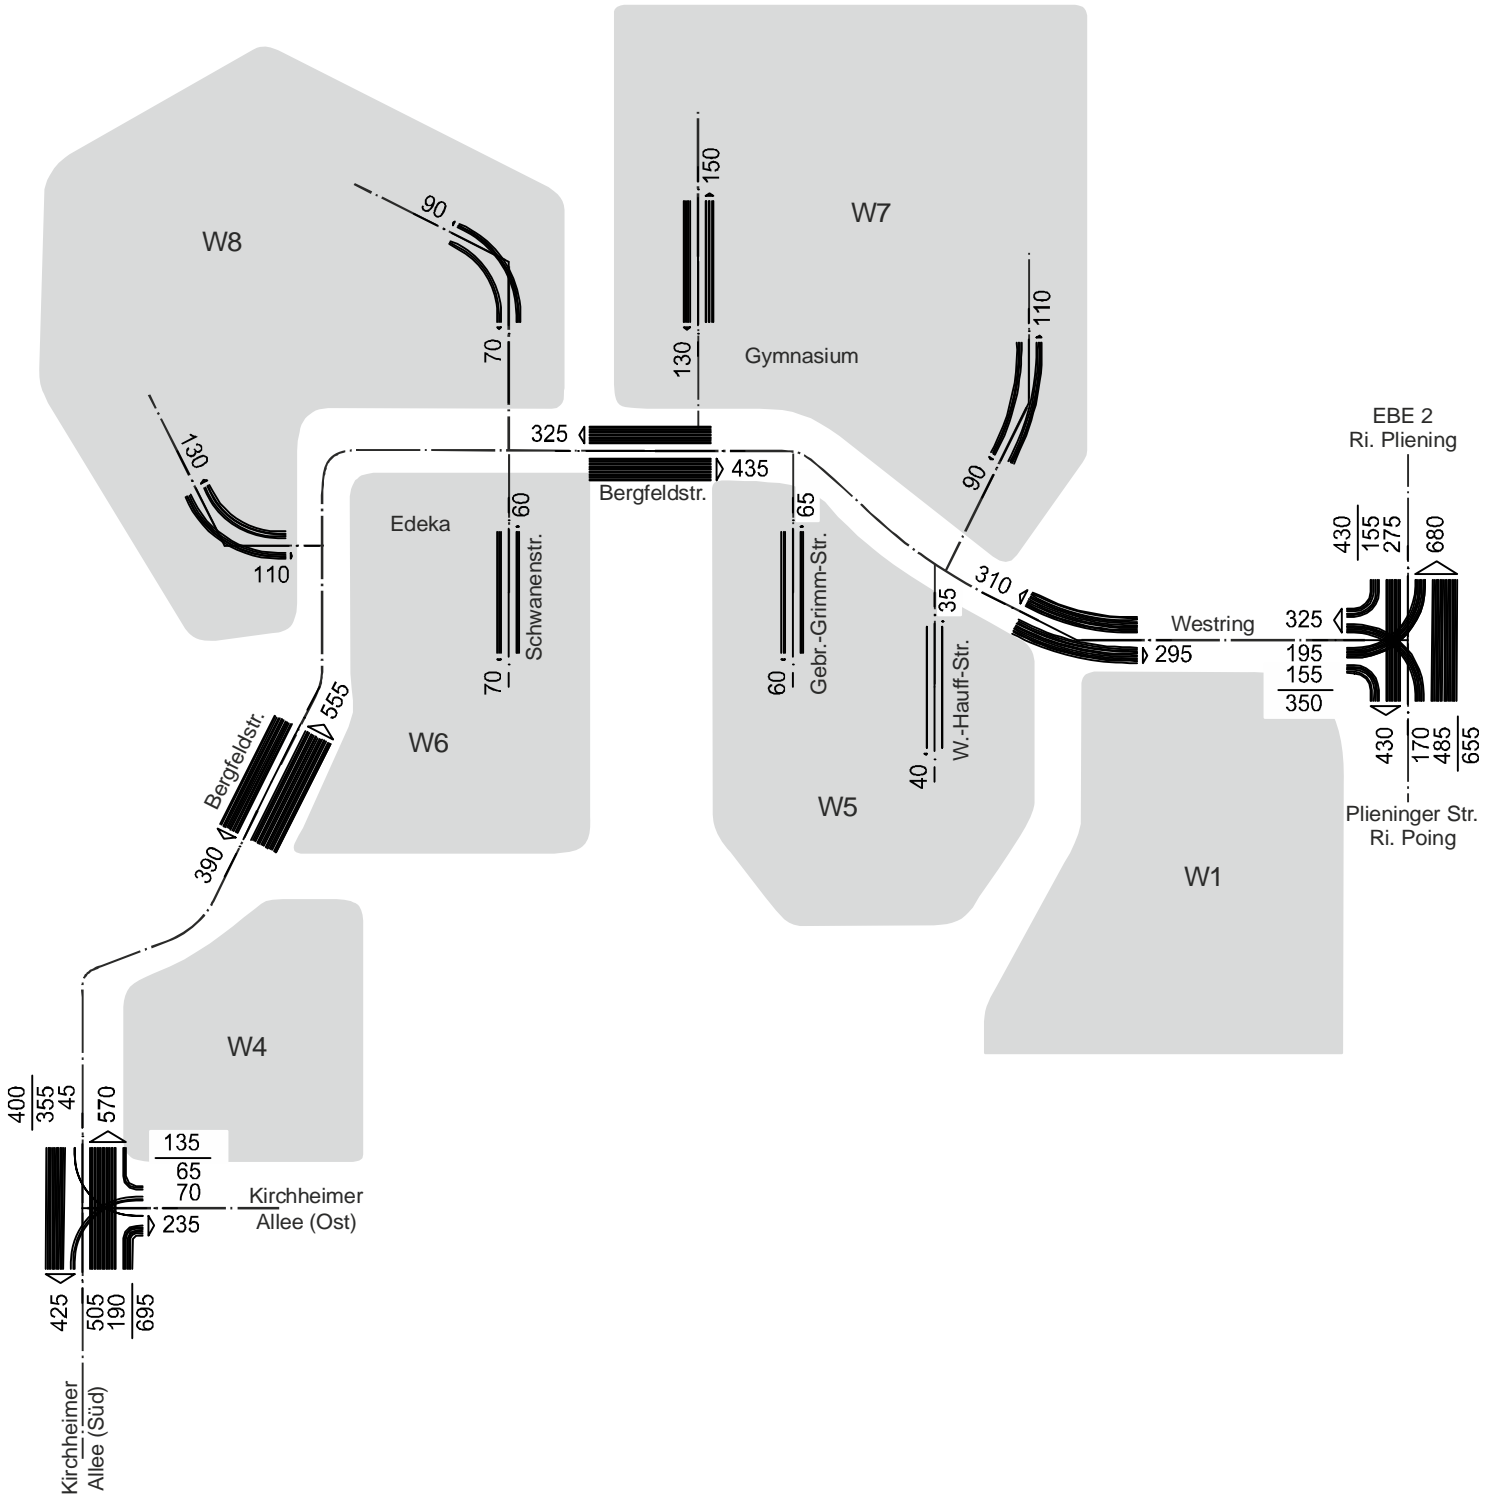 150
90
W7
W8
110
70
130
Gymnasium
EBE 2
Ri. Pliening
325
435
Bergfeldstr.
130
90
60
65
Edeka
Schwanenstr.
Gebr.-Grimm-Str.
430
155
275
680
110
310
35
Westring
325
295
195
155
350
70
60
W.-Hauff-Str.
40
555
Bergfeldstr.
W6
430
170
485
655
W5
Plieninger Str.
Ri. Poing
390
W1
W4
400
355
45
570
135
65
70
Kirchheimer
Allee (Ost)
235
425
505
190
695
Kirchheimer
Allee (Süd)